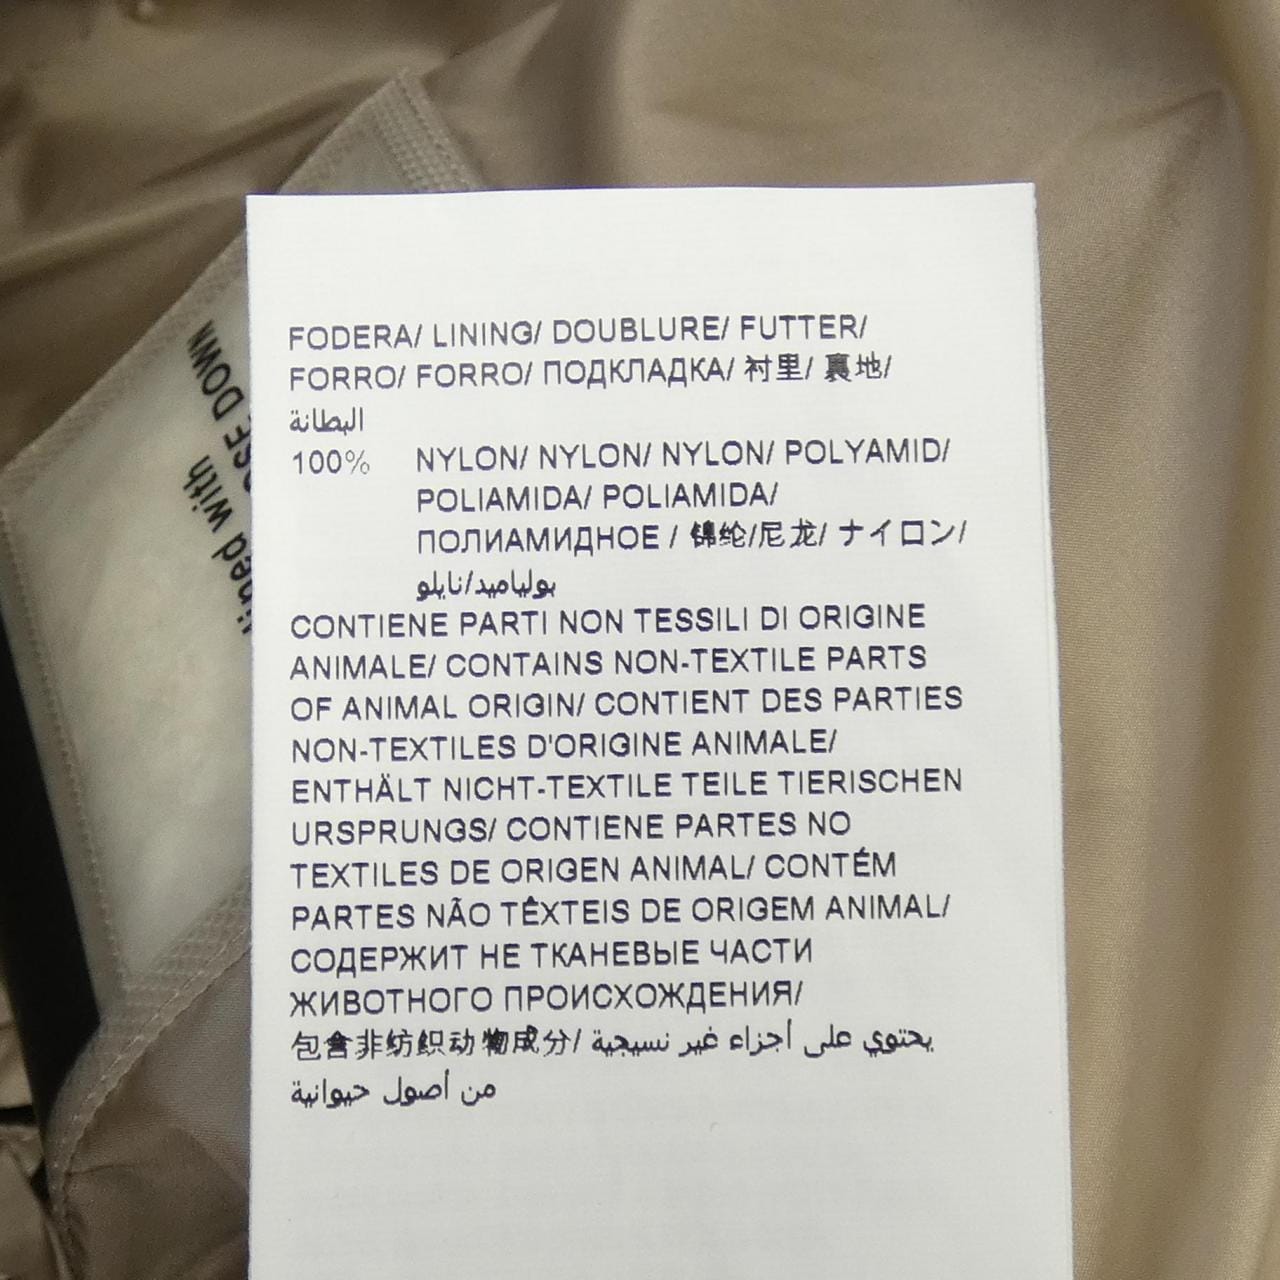 FODERA/ LINING/ DOUBLURE/ FUTTER/
FORRO/ FORRO/ ПОДКЛАДКА/ 衬里/ 裏地/
البطانة
100% NYLON/ NYLON/ NYLON/ POLYAMID/
POLIAMIDA/ POLIAMIDA/
ПОЛИАМИДНОЕ / 锦纶/尼龙/ ナイロン/
بولياميد/نايلو
CONTIENE PARTI NON TESSILI DI ORIGINE
ANIMALE/ CONTAINS NON-TEXTILE PARTS
OF ANIMAL ORIGIN/ CONTIENT DES PARTIES
NON-TEXTILES D'ORIGINE ANIMALE/
ENTHÄLT NICHT-TEXTILE TEILE TIERISCHEN
URSPRUNGS/ CONTIENE PARTES NO
TEXTILES DE ORIGEN ANIMAL/ CONTÉM
PARTES NÃO TÊXTEIS DE ORIGEM ANIMAL/
СОДЕРЖИТ НЕ ТКАНЕВЫЕ ЧАСТИ
ЖИВОТНОГО ПРОИСХОЖДЕНИЯ/
包含非纺织动物成分/ يحتوي على أجزاء غير نسيجية
من أصول حيوانية
with
DOWN